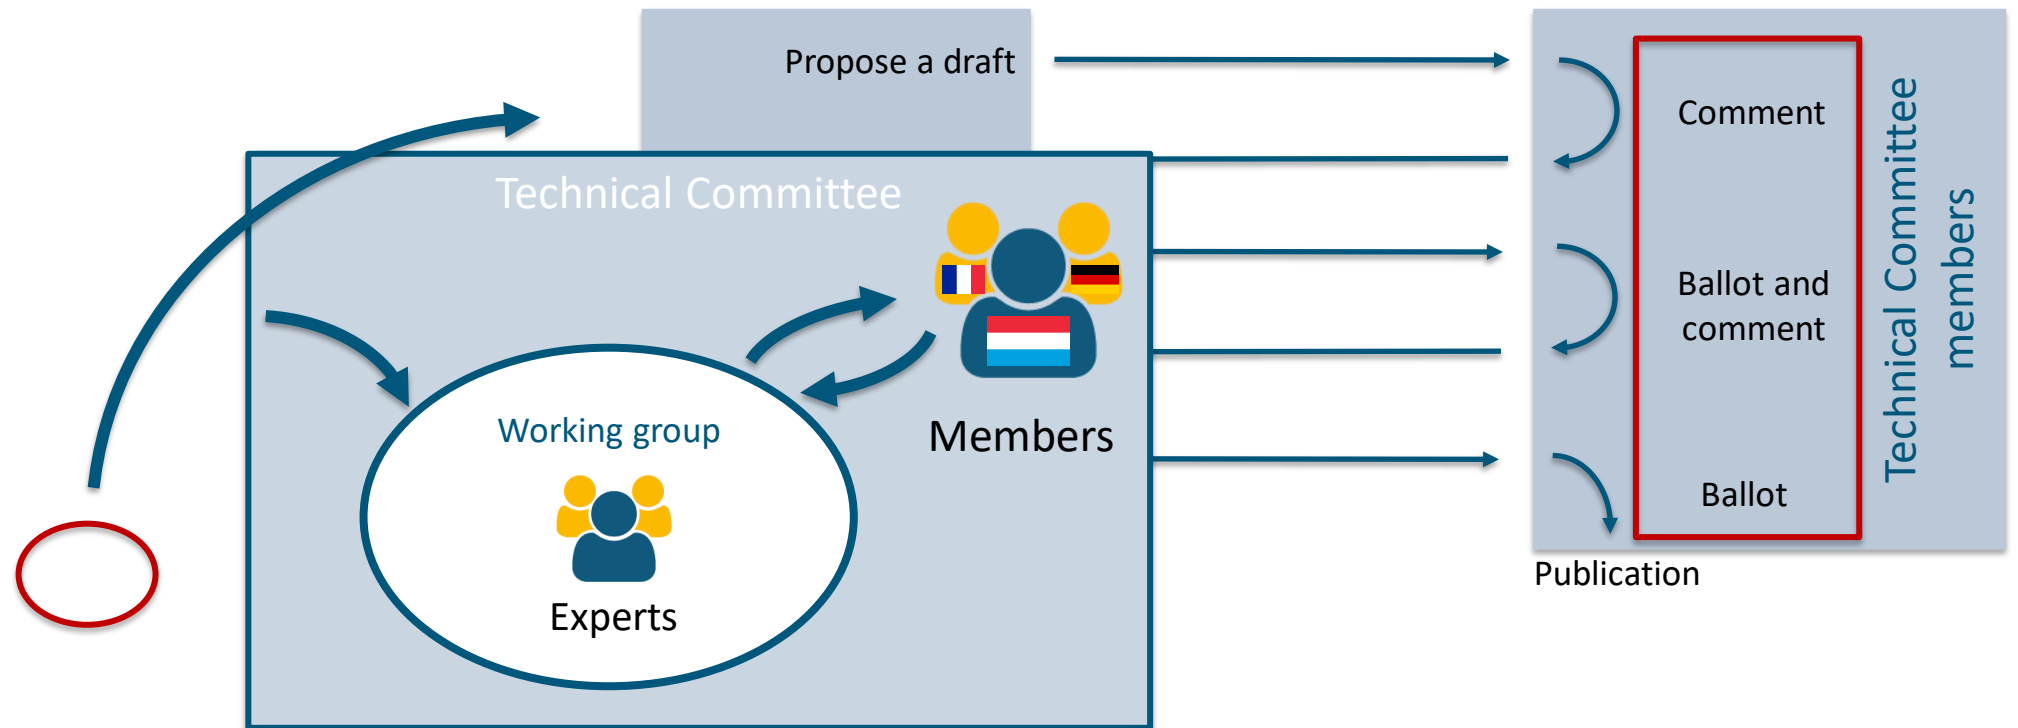 Propose a draft
Technical Committee
Members
Working group
Experts
Comment
Ballot and
comment
Ballot
Technical Committee
members
Publication